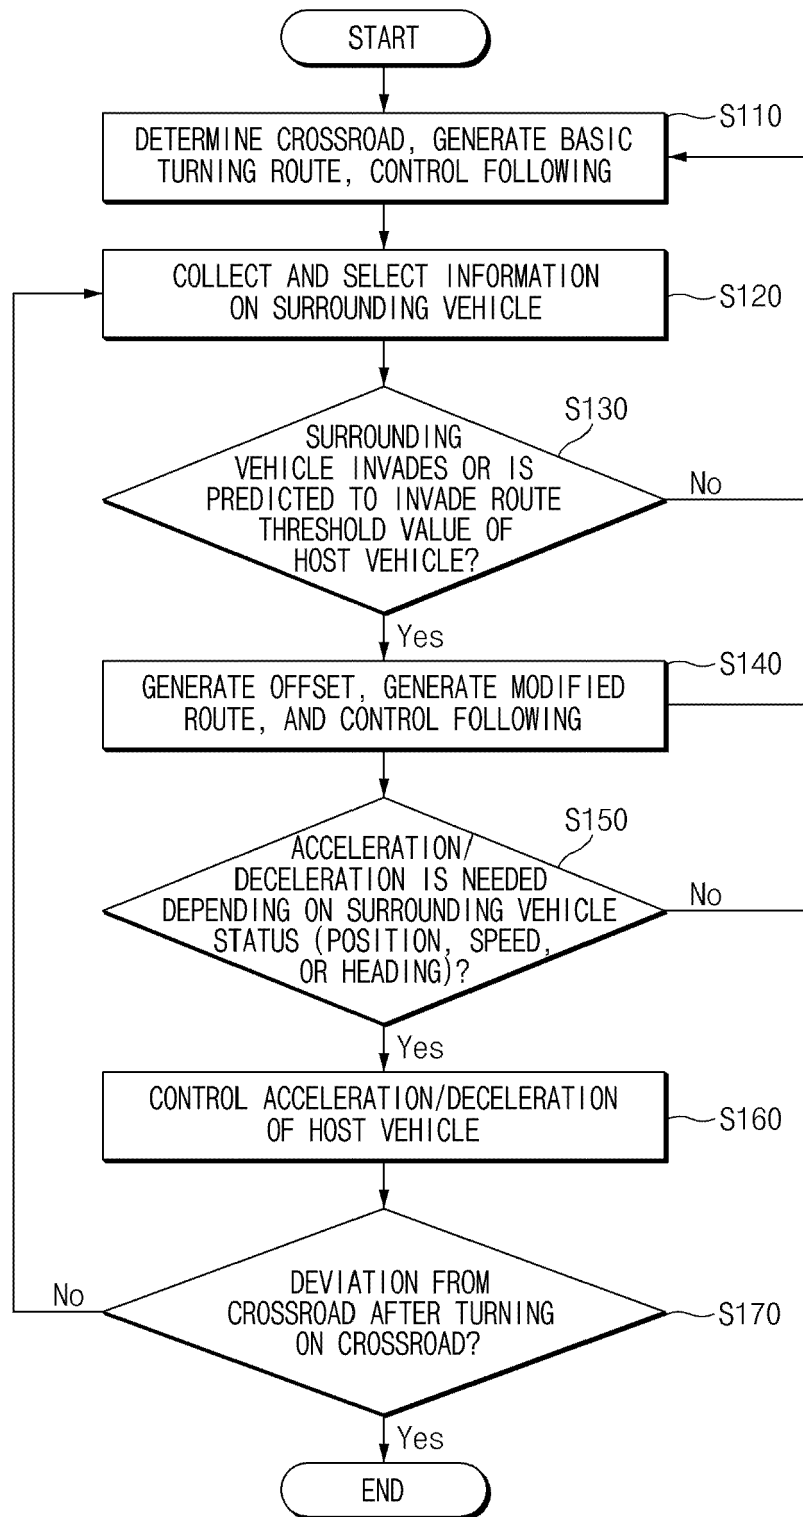 START
S110
DETERMINE CROSSROAD, GENERATE BASIC
TURNING ROUTE, CONTROL FOLLOWING
COLLECT AND SELECT INFORMATION
ON SURROUNDING VEHICLE
S120
S130
SURROUNDING
VEHICLE INVADES OR IS
PREDICTED TO INVADE ROUTE
THRESHOLD VALUE OF
HOST VEHICLE?
No
Yes
S140
GENERATE OFFSET, GENERATE MODIFIED
ROUTE, AND CONTROL FOLLOWING
S150
ACCELERATION/
DECELERATION IS NEEDED
DEPENDING ON SURROUNDING VEHICLE
STATUS (POSITION, SPEED,
OR HEADING)?
No
Yes
CONTROL ACCELERATION/DECELERATION
OF HOST VEHICLE
S160
DEVIATION FROM
CROSSROAD AFTER TURNING
ON CROSSROAD?
No
S170
Yes
END